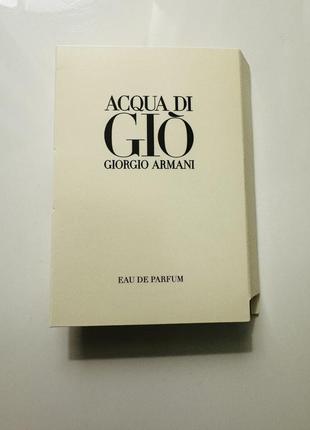 ACQUA DI
GIÒ
GIORGIO ARMANI
EAU DE PARFUM